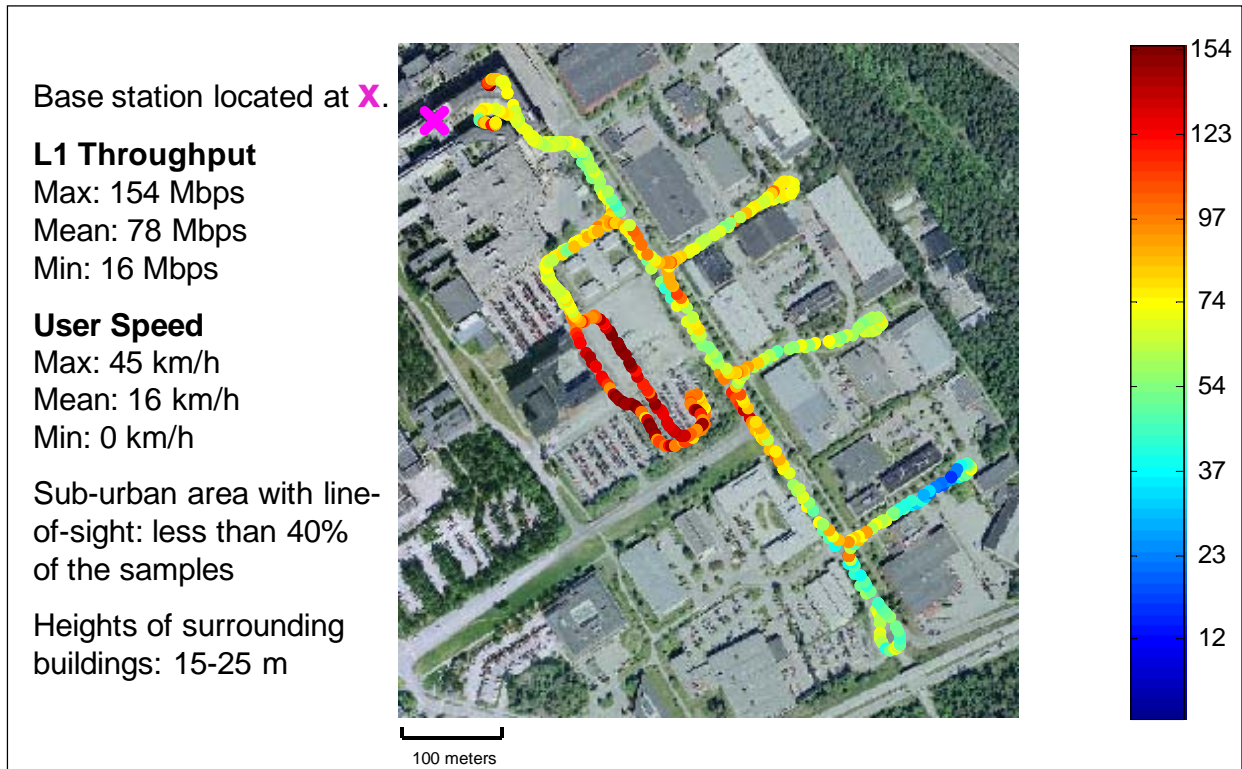 Base station located at X.
L1 Throughput
Max: 154 Mbps
Mean: 78 Mbps
Min: 16 Mbps
User Speed
Max: 45 km/h
Mean: 16 km/h
Min: 0 km/h
Sub-urban area with line-
of-sight: less than 40%
of the samples
Heights of surrounding
buildings: 15-25 m
100 meters
154
123
97
74
54
37
23
12